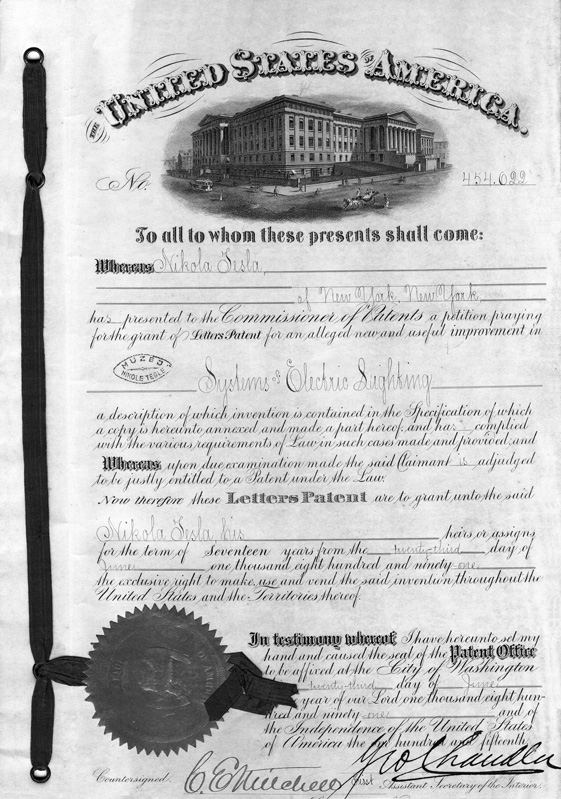 THE UNITED STATES OF AMERICA.
No. 454,622
To all to whom these presents shall come:
Whereas Nikola Tesla,
of New York, New York,
has presented to the Commissioner of Patents a petition praying
for the grant of Letters Patent for an alleged new and useful improvement in
MUZEJ
NIKOLE TESLE
Systems of Electric Lighting
a description of which invention is contained in the Specification of which
a copy is hereunto annexed and made a part hereof, and has complied
with the various requirements of Law in such cases made and provided, and
Whereas upon due examination made the said Claimant is adjudged
to be justly entitled to a Patent under the Law.
Now therefore these Letters Patent are to grant unto the said
Nikola Tesla his heirs or assigns
for the term of Seventeen years from the twenty-third day of
June one thousand eight hundred and ninety-one
the exclusive right to make, use and vend the said invention throughout the
United States and the Territories thereof.
In testimony whereof I have hereunto set my
hand and caused the seal of the Patent Office
to be affixed at the City of Washington
twenty-third day of June
year of our Lord one thousand eight hun-
dred and ninety-one and of
the Independence of the United States
of America the one hundred and fifteenth.
Countersigned. C. E. Mitchell
First Geo Chandler
Assistant Secretary of the Interior.